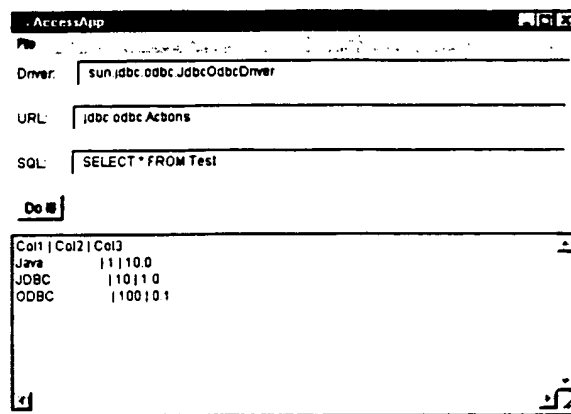 AccessApp
File
Driver: sun.jdbc.odbc.JdbcOdbcDriver
URL: jdbc:odbc:Actions
SQL: SELECT * FROM Test
Do it!
Col1 | Col2 | Col3
Java | 1 | 10.0
JDBC | 10 | 1.0
ODBC | 100 | 0.1